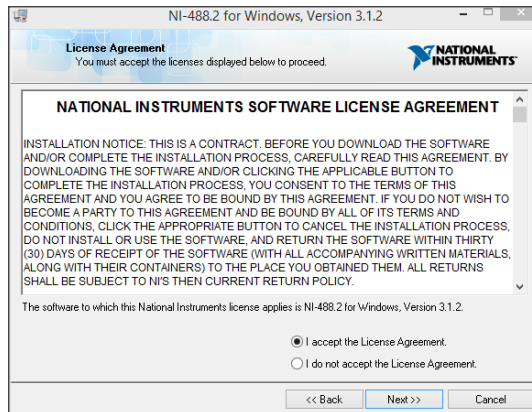 NI-488.2 for Windows, Version 3.1.2
License Agreement
You must accept the licenses displayed below to proceed.
NATIONAL
INSTRUMENTS
NATIONAL INSTRUMENTS SOFTWARE LICENSE AGREEMENT
INSTALLATION NOTICE: THIS IS A CONTRACT. BEFORE YOU DOWNLOAD THE SOFTWARE
AND/OR COMPLETE THE INSTALLATION PROCESS, CAREFULLY READ THIS AGREEMENT. BY
DOWNLOADING THE SOFTWARE AND/OR CLICKING THE APPLICABLE BUTTON TO
COMPLETE THE INSTALLATION PROCESS, YOU CONSENT TO THE TERMS OF THIS
AGREEMENT AND YOU AGREE TO BE BOUND BY THIS AGREEMENT. IF YOU DO NOT WISH TO
BECOME A PARTY TO THIS AGREEMENT AND BE BOUND BY ALL OF ITS TERMS AND
CONDITIONS, CLICK THE APPROPRIATE BUTTON TO CANCEL THE INSTALLATION PROCESS,
DO NOT INSTALL OR USE THE SOFTWARE, AND RETURN THE SOFTWARE WITHIN THIRTY
(30) DAYS OF RECEIPT OF THE SOFTWARE (WITH ALL ACCOMPANYING WRITTEN MATERIALS,
ALONG WITH THEIR CONTAINERS) TO THE PLACE YOU OBTAINED THEM. ALL RETURNS
SHALL BE SUBJECT TO NI'S THEN CURRENT RETURN POLICY.
The software to which this National Instruments license applies is NI-488.2 for Windows, Version 3.1.2.
I accept the License Agreement.
I do not accept the License Agreement.
<< Back
Next >>
Cancel